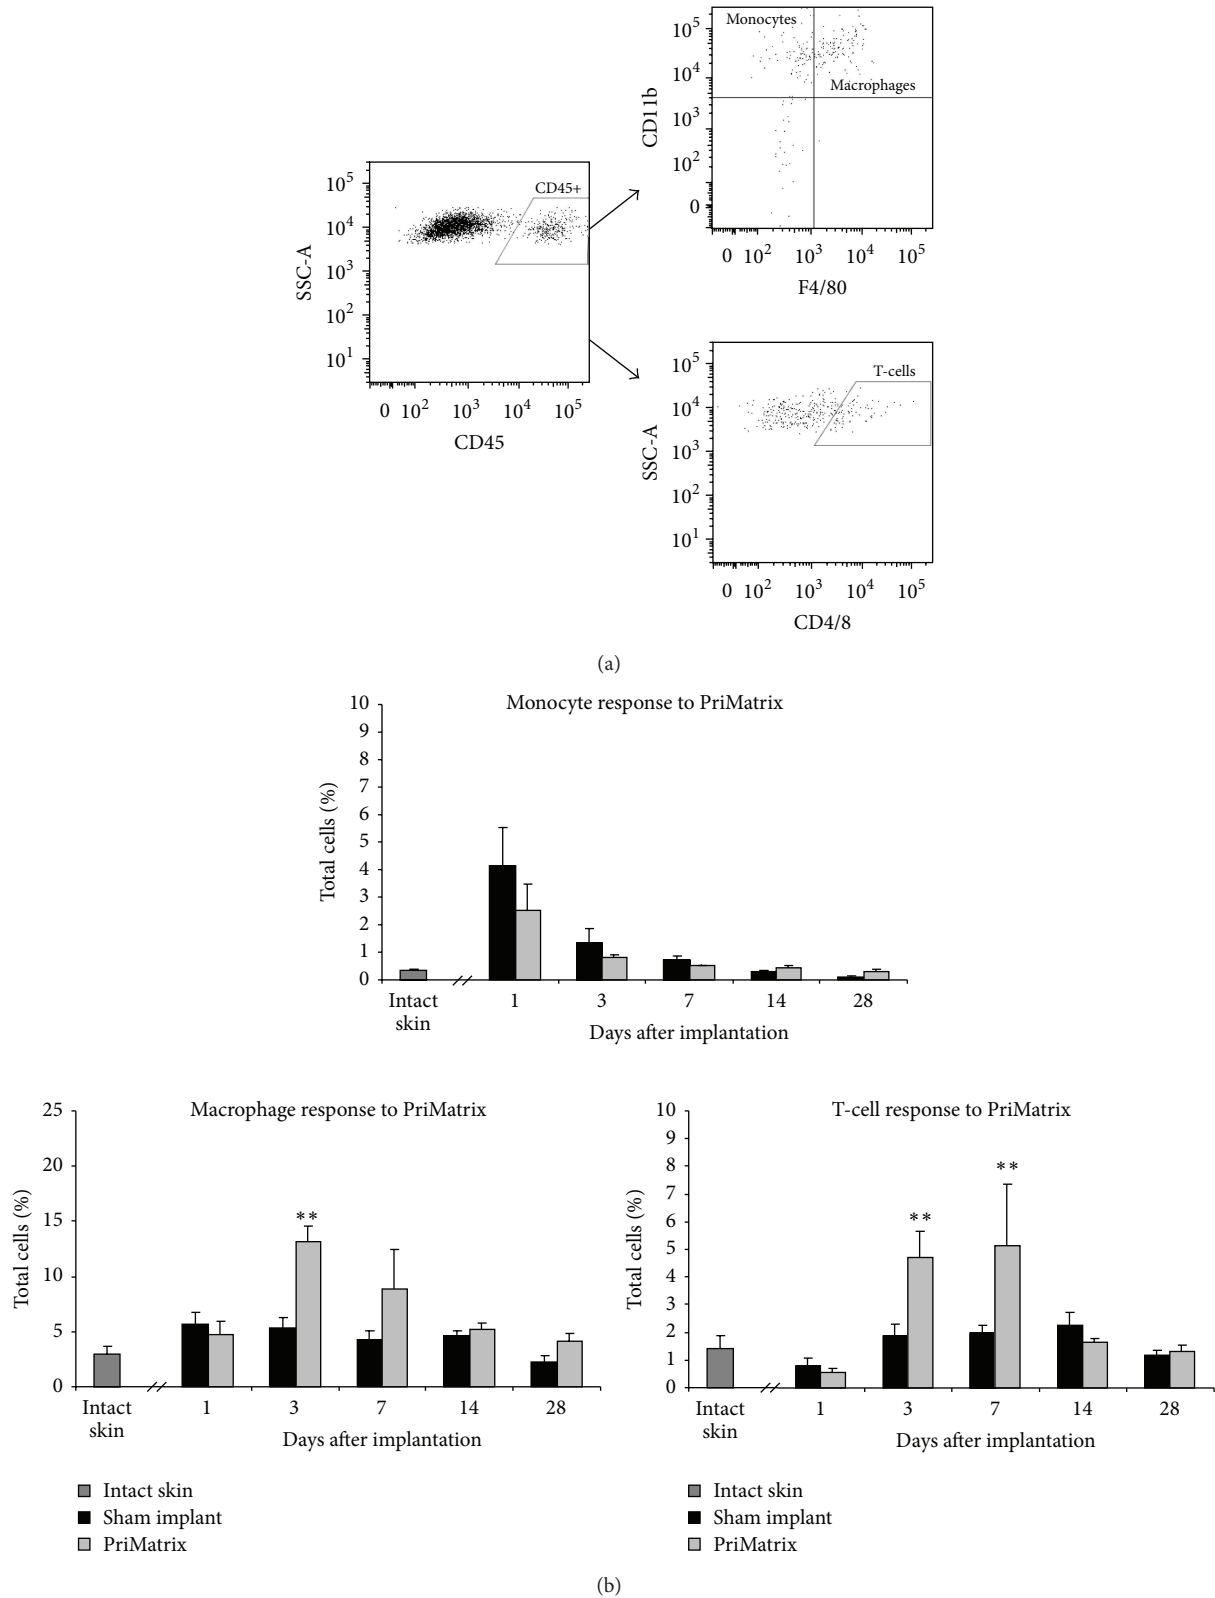 Monocytes
Macrophages
10^5
10^4
10^3
10^2
0
CD11b
0 10^2 10^3 10^4 10^5
F4/80
CD45+
10^5
10^4
10^3
10^2
10^1
SSC-A
0 10^2 10^3 10^4 10^5
CD45
T-cells
10^5
10^4
10^3
10^2
10^1
SSC-A
0 10^2 10^3 10^4 10^5
CD4/8
(a)
Monocyte response to PriMatrix
10
9
8
7
6
5
4
3
2
1
0
Total cells (%)
Intact
skin
1 3 7 14 28
Days after implantation
Macrophage response to PriMatrix
25
20
15
10
5
0
Total cells (%)
**
Intact
skin
1 3 7 14 28
Days after implantation
Intact skin
Sham implant
PriMatrix
T-cell response to PriMatrix
10
9
8
7
6
5
4
3
2
1
0
Total cells (%)
**
**
Intact
skin
1 3 7 14 28
Days after implantation
Intact skin
Sham implant
PriMatrix
(b)